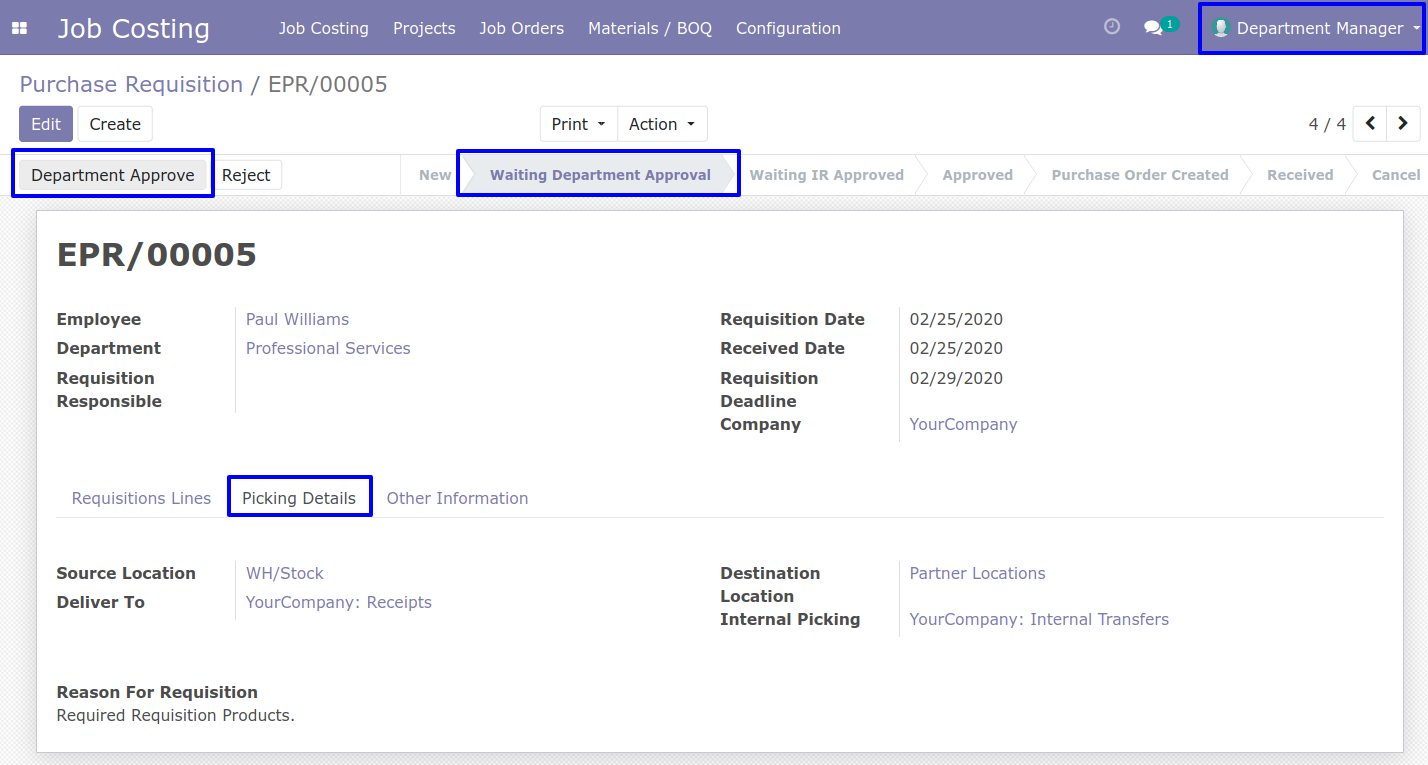 Job Costing Job Costing Projects Job Orders Materials / BOQ Configuration 1 Department Manager
Purchase Requisition / EPR/00005
Edit Create Print Action 4 / 4
Department Approve Reject New Waiting Department Approval Waiting IR Approved Approved Purchase Order Created Received Cancel
EPR/00005
Employee Paul Williams Requisition Date 02/25/2020
Department Professional Services Received Date 02/25/2020
Requisition Requisition 02/29/2020
Responsible Deadline
Company YourCompany
Requisitions Lines Picking Details Other Information
Source Location WH/Stock Destination Partner Locations
Deliver To YourCompany: Receipts Location
Internal Picking YourCompany: Internal Transfers
Reason For Requisition
Required Requisition Products.